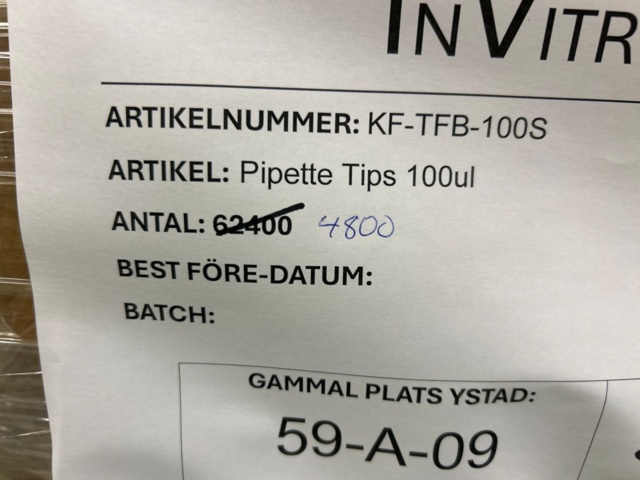 INVITR
ARTIKELNUMMER: KF-TFB-100S
ARTIKEL: Pipette Tips 100ul
ANTAL: 62400 4800
BEST FÖRE-DATUM:
BATCH:
GAMMAL PLATS YSTAD:
59-A-09